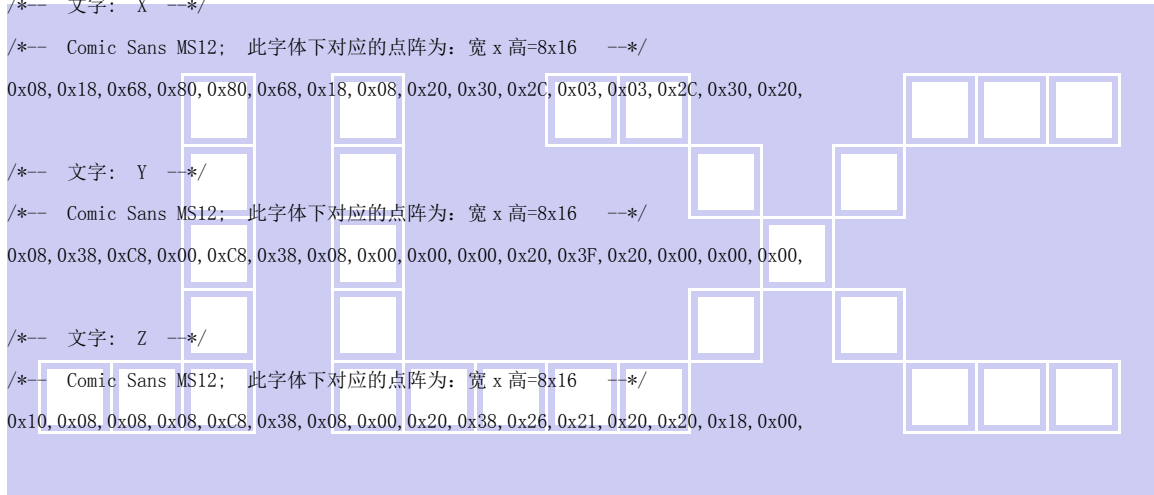 /*--  文字:  X  --*/
/*--  Comic Sans MS12;  此字体下对应的点阵为：宽 x 高=8x16   --*/
0x08,0x18,0x68,0x80,0x80,0x68,0x18,0x08,0x20,0x30,0x2C,0x03,0x03,0x2C,0x30,0x20,
/*--  文字:  Y  --*/
/*--  Comic Sans MS12;  此字体下对应的点阵为：宽 x 高=8x16   --*/
0x08,0x38,0xC8,0x00,0xC8,0x38,0x08,0x00,0x00,0x00,0x20,0x3F,0x20,0x00,0x00,0x00,
/*--  文字:  Z  --*/
/*--  Comic Sans MS12;  此字体下对应的点阵为：宽 x 高=8x16   --*/
0x10,0x08,0x08,0x08,0xC8,0x38,0x08,0x00,0x20,0x38,0x26,0x21,0x20,0x20,0x18,0x00,